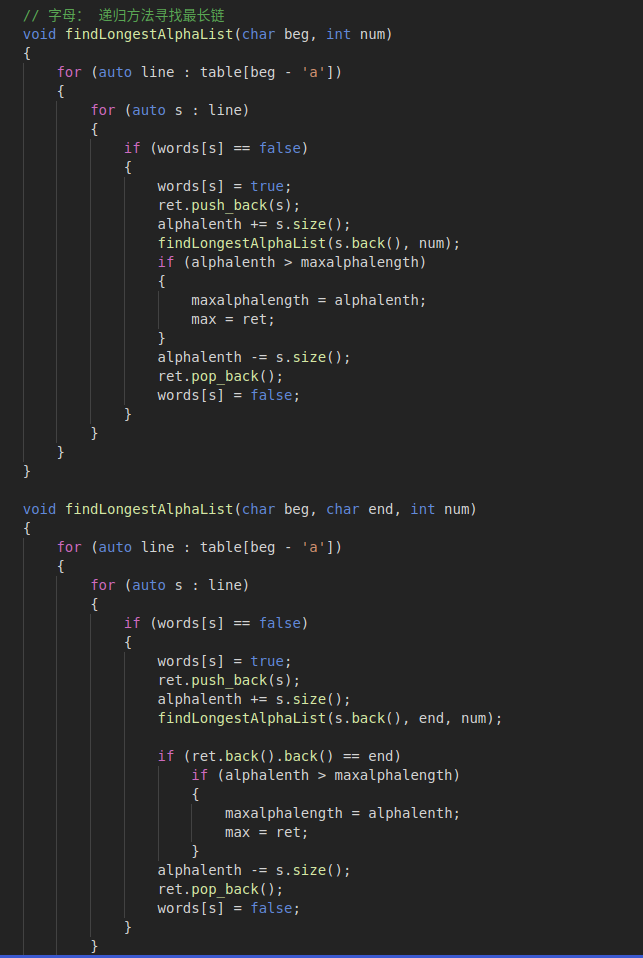 // 字母： 递归方法寻找最长链
void findLongestAlphaList(char beg, int num)
{
    for (auto line : table[beg - 'a'])
    {
        for (auto s : line)
        {
            if (words[s] == false)
            {
                words[s] = true;
                ret.push_back(s);
                alphalenth += s.size();
                findLongestAlphaList(s.back(), num);
                if (alphalenth > maxalphalength)
                {
                    maxalphalength = alphalenth;
                    max = ret;
                }
                alphalenth -= s.size();
                ret.pop_back();
                words[s] = false;
            }
        }
    }
}

void findLongestAlphaList(char beg, char end, int num)
{
    for (auto line : table[beg - 'a'])
    {
        for (auto s : line)
        {
            if (words[s] == false)
            {
                words[s] = true;
                ret.push_back(s);
                alphalenth += s.size();
                findLongestAlphaList(s.back(), end, num);

                if (ret.back().back() == end)
                    if (alphalenth > maxalphalength)
                    {
                        maxalphalength = alphalenth;
                        max = ret;
                    }
                alphalenth -= s.size();
                ret.pop_back();
                words[s] = false;
            }
        }